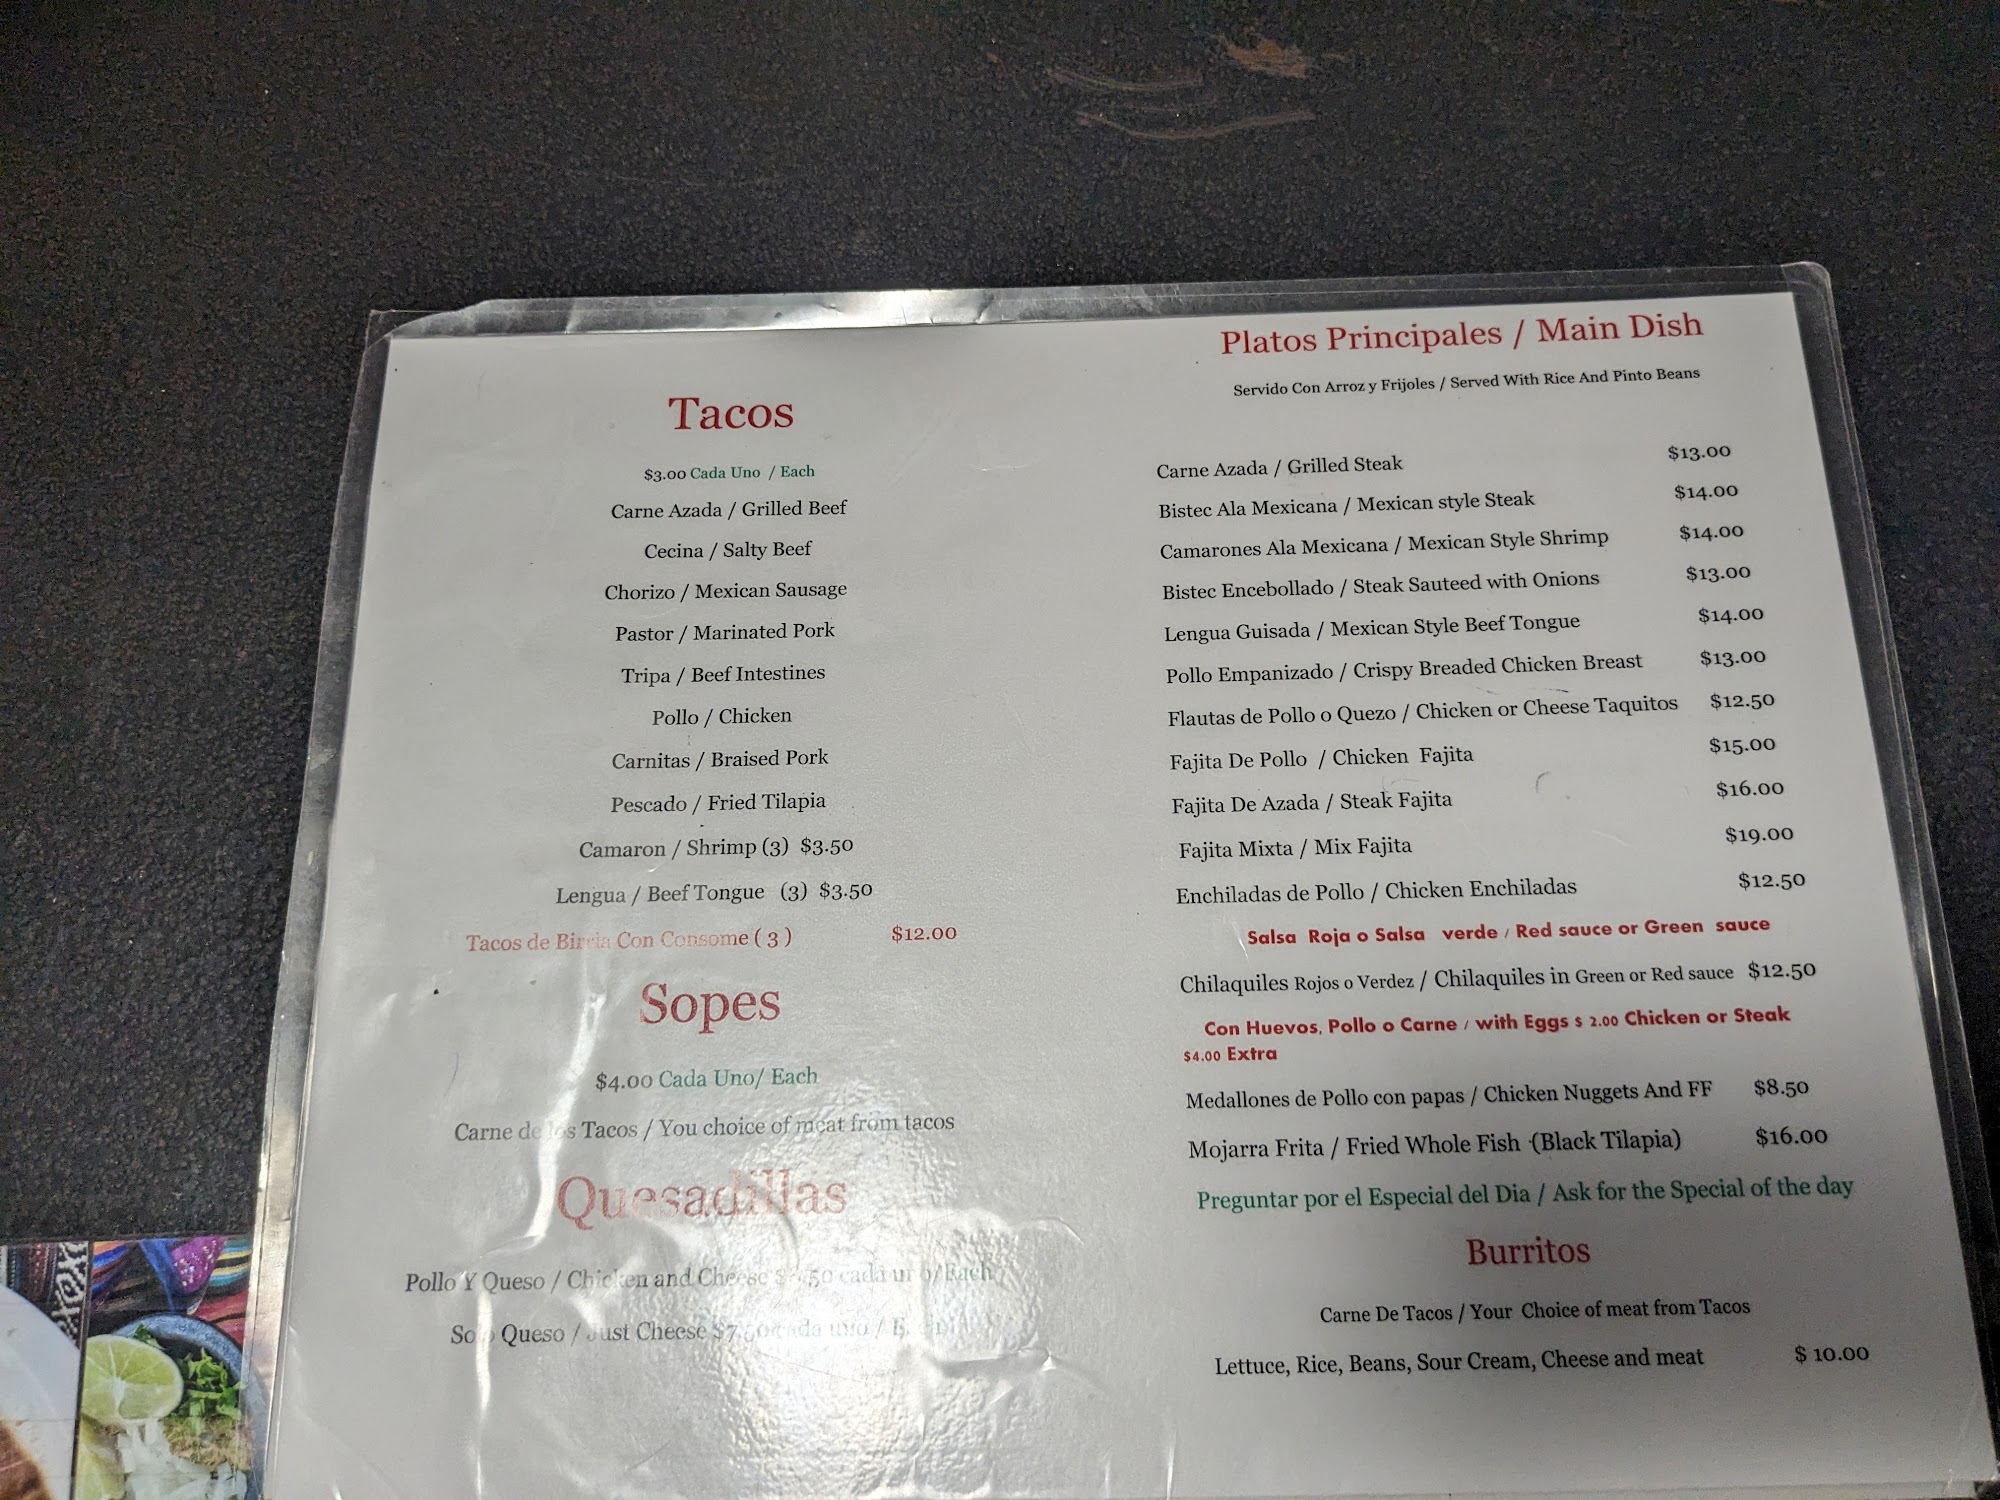 Tacos
$3.00 Cada Uno / Each
Carne Azada / Grilled Beef
Cecina / Salty Beef
Chorizo / Mexican Sausage
Pastor / Marinated Pork
Tripa / Beef Intestines
Pollo / Chicken
Carnitas / Braised Pork
Pescado / Fried Tilapia
Camaron / Shrimp (3) $3.50
Lengua / Beef Tongue (3) $3.50
Tacos de Birria Con Consome ( 3 ) $12.00
Sopes
$4.00 Cada Uno/ Each
Carne de los Tacos / You choice of meat from tacos
Quesadillas
Pollo Y Queso / Chicken and Cheese cada uno/ Each
Solo Queso / Just Cheese $7.50 cada uno /
Platos Principales / Main Dish
Servido Con Arroz y Frijoles / Served With Rice And Pinto Beans
Carne Azada / Grilled Steak $13.00
Bistec Ala Mexicana / Mexican style Steak $14.00
Camarones Ala Mexicana / Mexican Style Shrimp $14.00
Bistec Encebollado / Steak Sauteed with Onions $13.00
Lengua Guisada / Mexican Style Beef Tongue $14.00
Pollo Empanizado / Crispy Breaded Chicken Breast $13.00
Flautas de Pollo o Quezo / Chicken or Cheese Taquitos $12.50
Fajita De Pollo / Chicken Fajita $15.00
Fajita De Azada / Steak Fajita $16.00
Fajita Mixta / Mix Fajita $19.00
Enchiladas de Pollo / Chicken Enchiladas $12.50
Salsa Roja o Salsa verde / Red sauce or Green sauce
Chilaquiles Rojos o Verdez / Chilaquiles in Green or Red sauce $12.50
Con Huevos, Pollo o Carne / with Eggs $ 2.00 Chicken or Steak
$4.00 Extra
Medallones de Pollo con papas / Chicken Nuggets And FF $8.50
Mojarra Frita / Fried Whole Fish (Black Tilapia) $16.00
Preguntar por el Especial del Dia / Ask for the Special of the day
Burritos
Carne De Tacos / Your Choice of meat from Tacos
Lettuce, Rice, Beans, Sour Cream, Cheese and meat $ 10.00